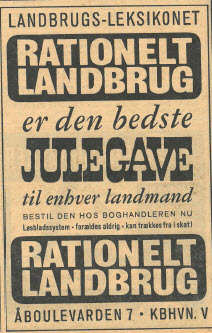 LANDBRUGS-LEKSIKONET
RATIONELT
LANDBRUG
er den bedste
JULEGAVE
til enhver landmand
BESTIL DEN HOS BOGHANDLEREN NU
Løsbladssystem · forældes aldrig · kan trækkes fra i skat!
RATIONELT
LANDBRUG
ÅBOULEVARDEN 7 · KBHVN. V